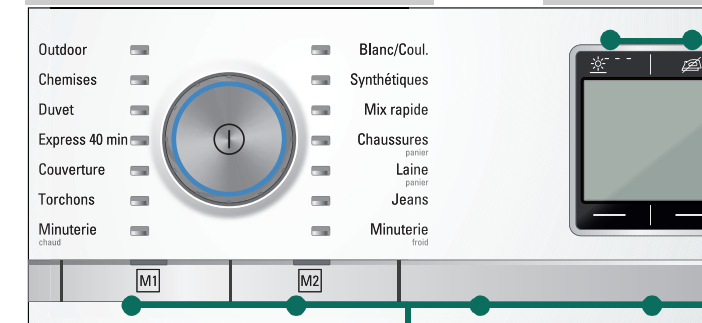 Outdoor
Chemises
Duvet
Express 40 min
Couverture
Torchons
Minuterie
chaud
Blanc/Coul.
Synthétiques
Mix rapide
Chaussures
panier
Laine
panier
Jeans
Minuterie
froid
M1
M2